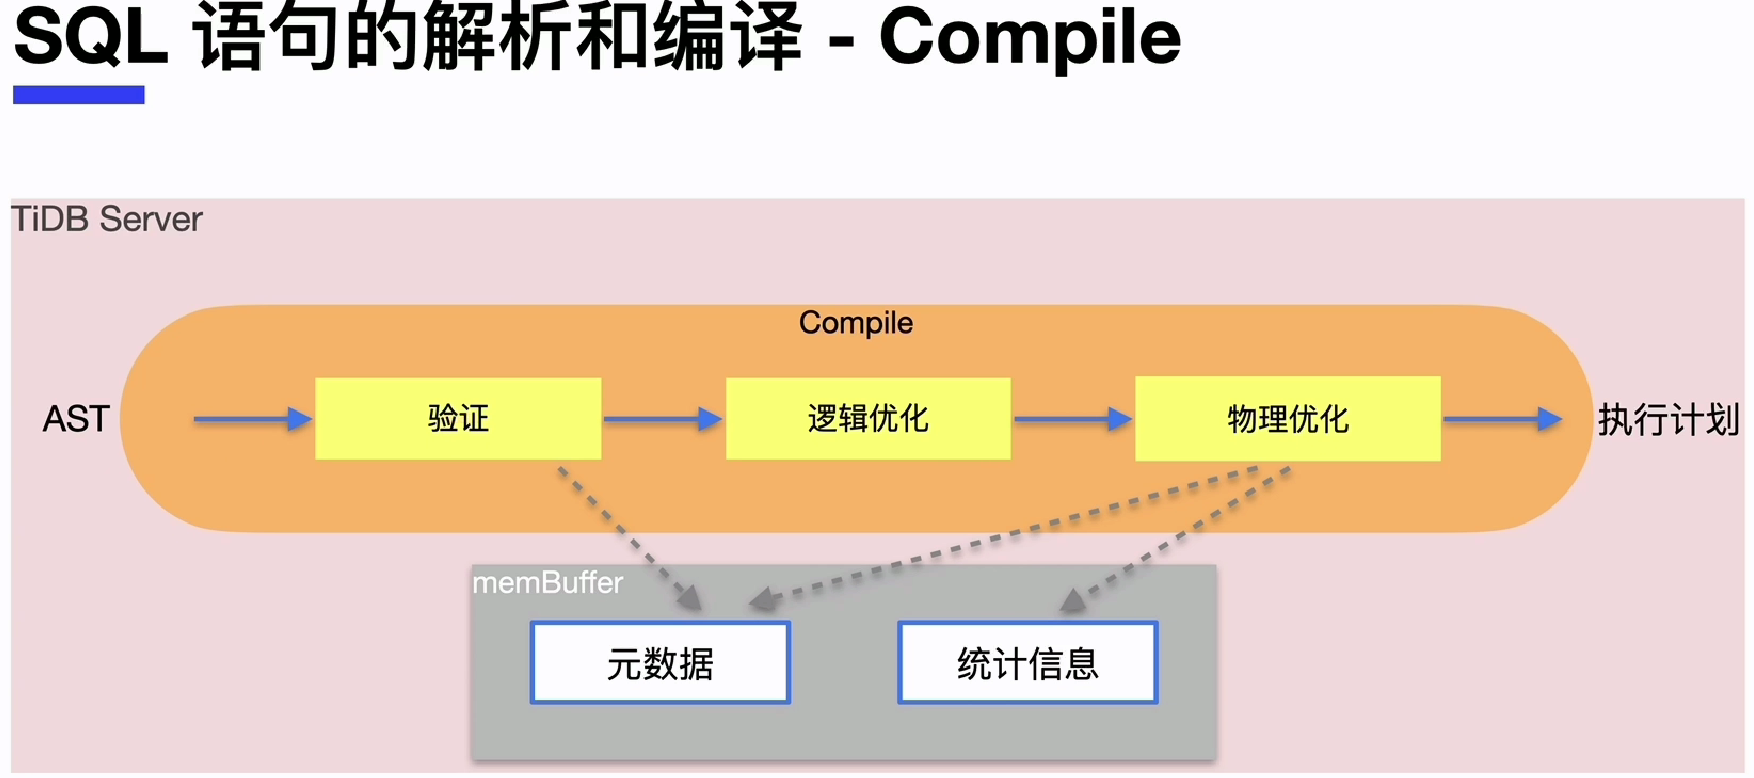 SQL 语句的解析和编译 - Compile
TiDB Server
Compile
AST
验证
逻辑优化
物理优化
执行计划
memBuffer
元数据
统计信息